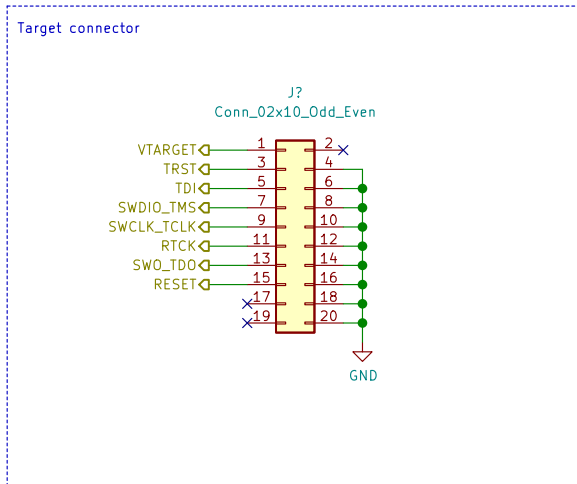 Target connector
J?
Conn_02x10_Odd_Even
VTARGET 1 2
TRST 3 4
TDI 5 6
SWDIO_TMS 7 8
SWCLK_TCLK 9 10
RTCK 11 12
SWO_TDO 13 14
RESET 15 16
17 18
19 20
GND